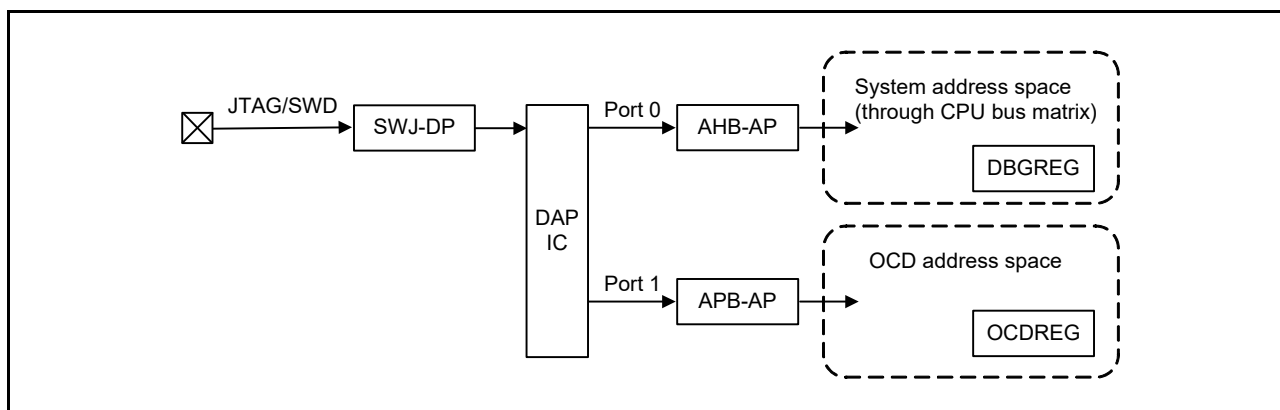 JTAG/SWD
SWJ-DP
DAP
IC
Port 0
AHB-AP
System address space
(through CPU bus matrix)
DBGREG
Port 1
APB-AP
OCD address space
OCDREG